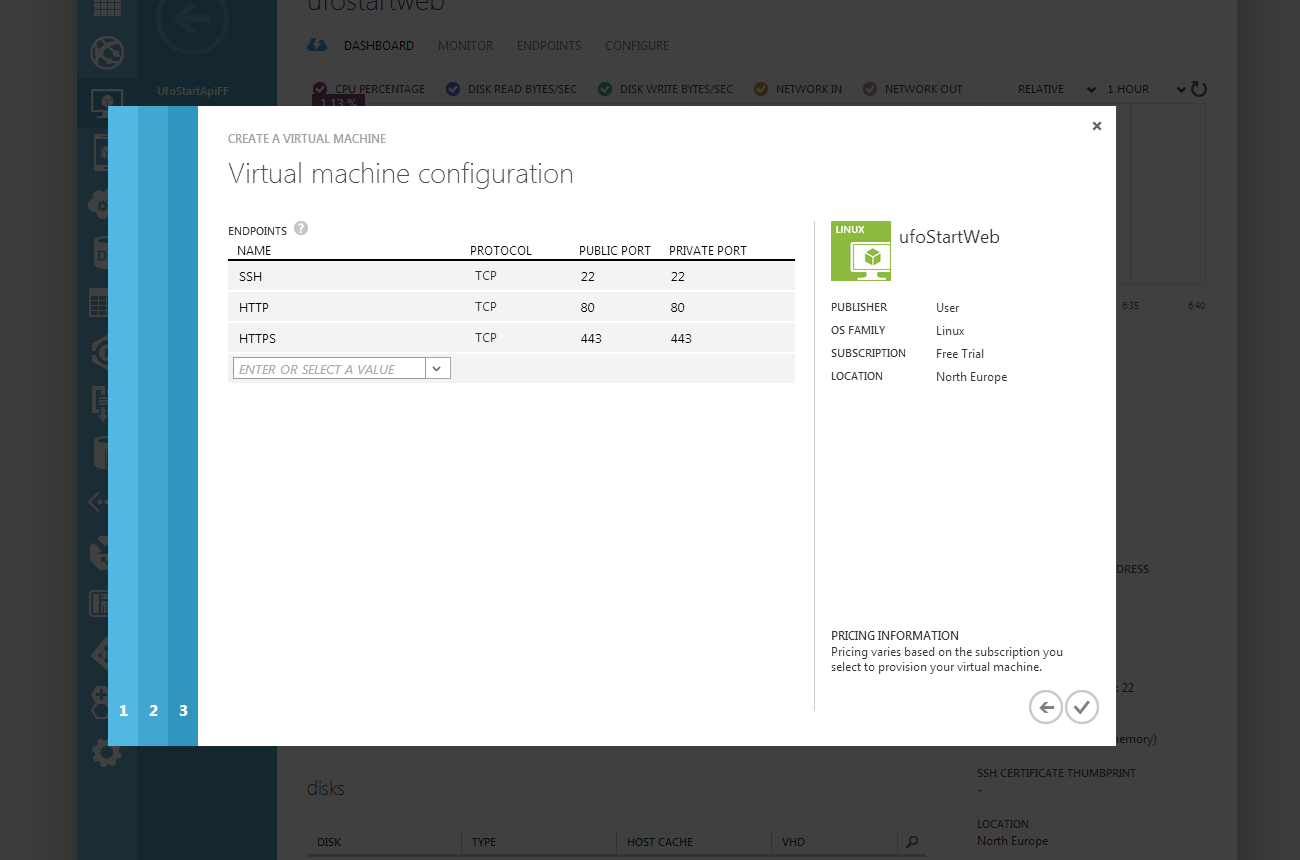 ufostartweb
DASHBOARD MONITOR ENDPOINTS CONFIGURE
UfoStartApiFF
CPU PERCENTAGE DISK READ BYTES/SEC DISK WRITE BYTES/SEC NETWORK IN NETWORK OUT RELATIVE 1 HOUR
1.13 %
CREATE A VIRTUAL MACHINE
Virtual machine configuration
ENDPOINTS ?
NAME PROTOCOL PUBLIC PORT PRIVATE PORT
SSH TCP 22 22
HTTP TCP 80 80
HTTPS TCP 443 443
ENTER OR SELECT A VALUE
LINUX
ufoStartWeb
PUBLISHER User
OS FAMILY Linux
SUBSCRIPTION Free Trial
LOCATION North Europe
6:35 6:40
DRESS
PRICING INFORMATION
Pricing varies based on the subscription you
select to provision your virtual machine.
: 22
1 2 3
emory)
disks
SSH CERTIFICATE THUMBPRINT
-
LOCATION
North Europe
DISK TYPE HOST CACHE VHD